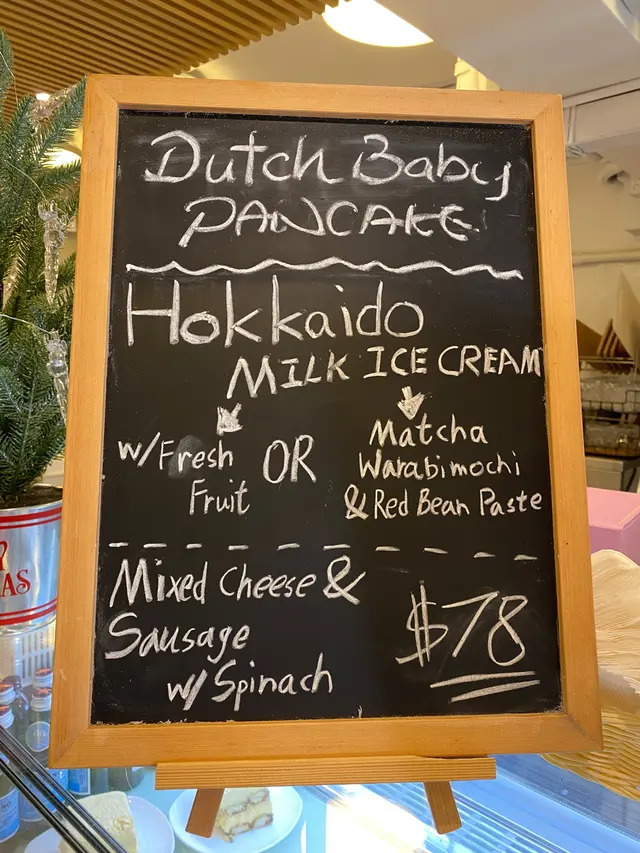 Dutch Baby
PANCAKE
Hokkaido
MILK ICE CREAM
w/Fresh
Fruit
OR
Matcha
Warabimochi
& Red Bean Paste
Mixed Cheese &
Sausage
w/ Spinach
$78